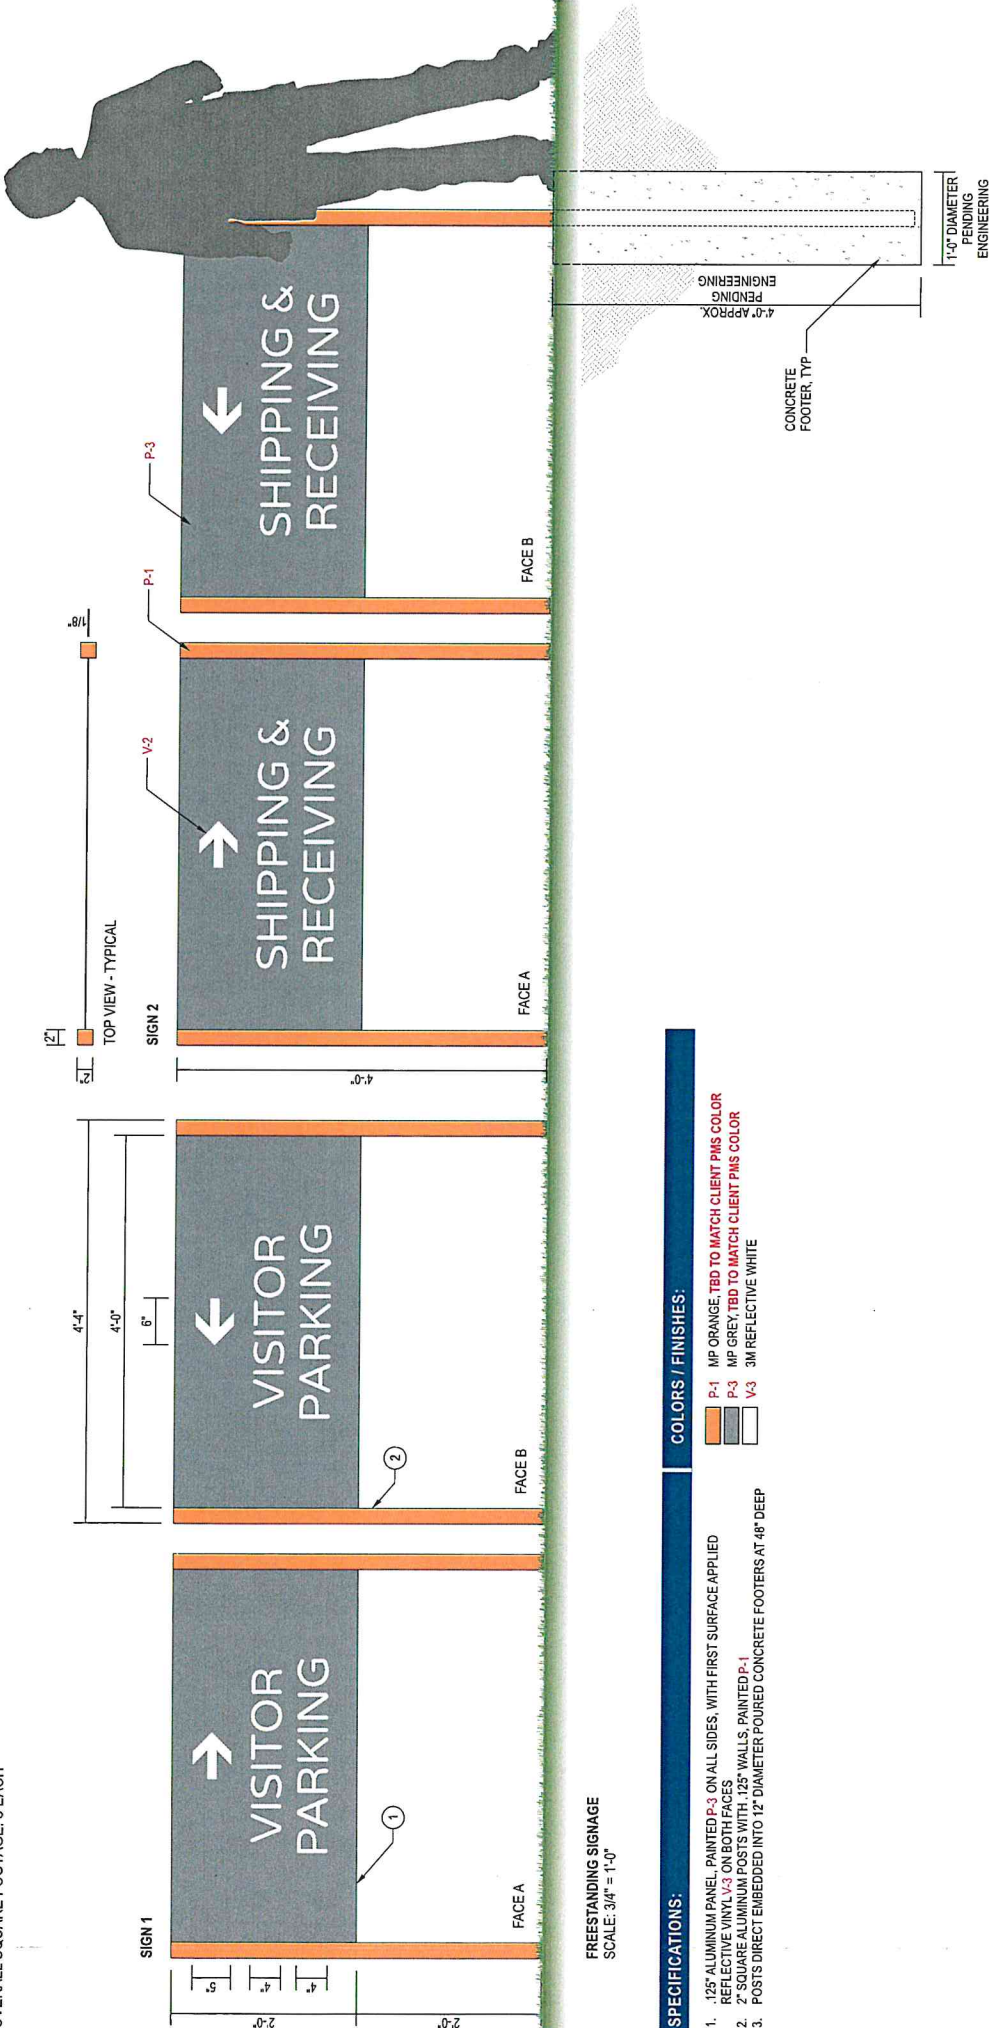 SIGN 1
5"
4"
4"
2'-0"
2'-0"
VISITOR
PARKING
1
FACE A
4'-4"
4'-0"
6"
VISITOR
PARKING
2
FACE B
2"
2"
1/8"
TOP VIEW - TYPICAL
SIGN 2
4'-0"
V-2
SHIPPING &
RECEIVING
FACE A
P-1
P-3
SHIPPING &
RECEIVING
FACE B
4'-0" APPROX.
PENDING
ENGINEERING
CONCRETE
FOOTER, TYP
1'-0" DIAMETER
PENDING
ENGINEERING
FREESTANDING SIGNAGE
SCALE: 3/4" = 1'-0"
SPECIFICATIONS:
1. .125" ALUMINUM PANEL, PAINTED P-3 ON ALL SIDES, WITH FIRST SURFACE APPLIED
REFLECTIVE VINYL V-3 ON BOTH FACES
2. 2" SQUARE ALUMINUM POSTS WITH .125" WALLS, PAINTED P-1
3. POSTS DIRECT EMBEDDED INTO 12" DIAMETER POURED CONCRETE FOOTERS AT 48" DEEP
COLORS / FINISHES:
P-1 MP ORANGE, TBD TO MATCH CLIENT PMS COLOR
P-3 MP GREY, TBD TO MATCH CLIENT PMS COLOR
V-3 3M REFLECTIVE WHITE